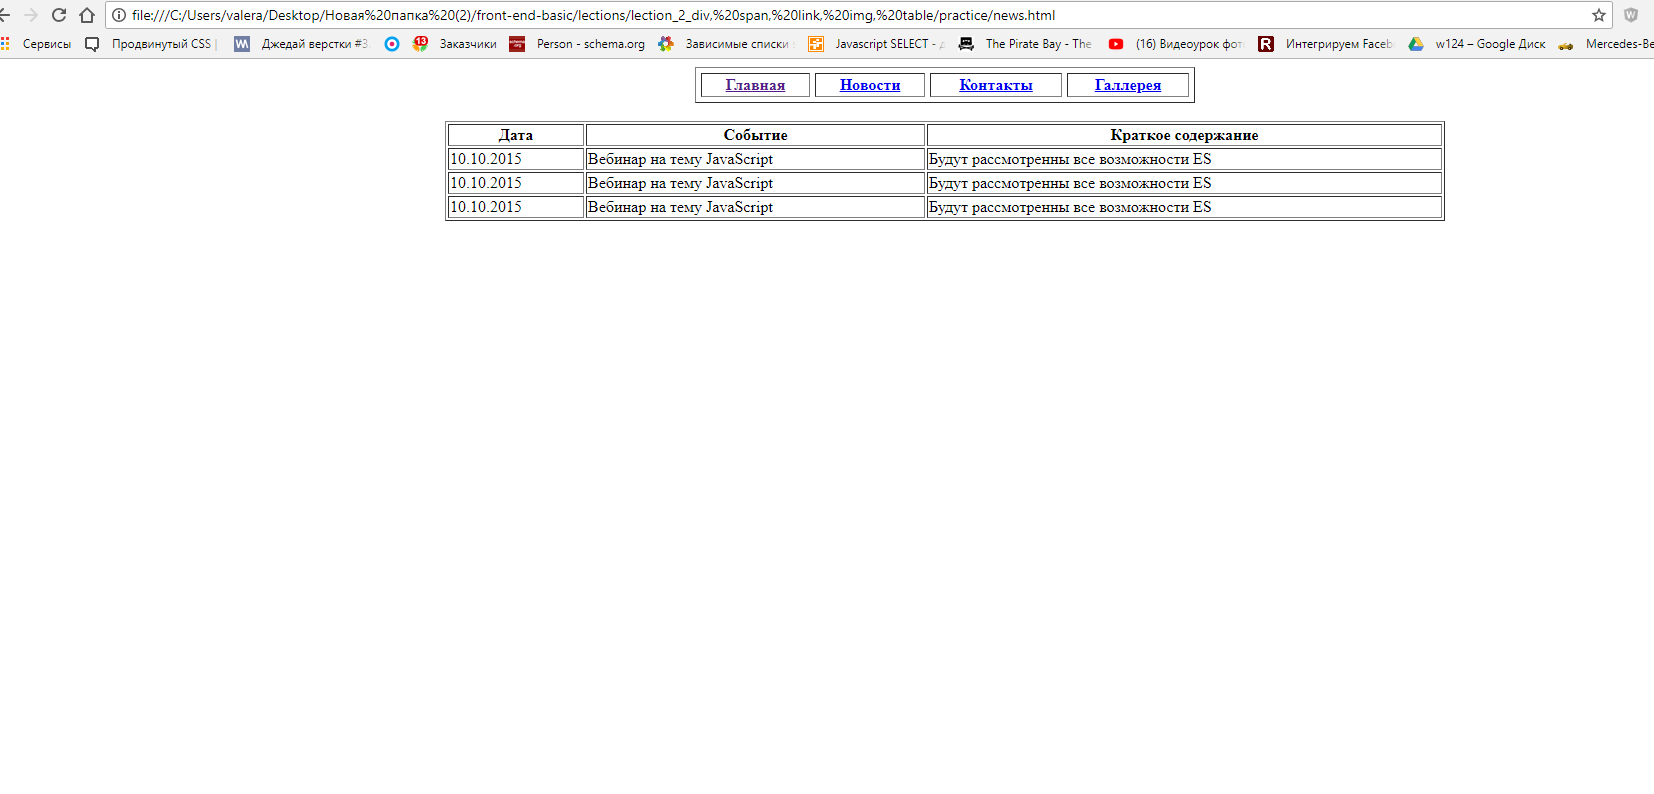 file:///C:/Users/valera/Desktop/Новая%20папка%20(2)/front-end-basic/lections/lection_2_div,%20span,%20link,%20img,%20table/practice/news.html
Сервисы Продвинутый CSS | Джедай верстки #3 13 Заказчики Person - schema.org Зависимые списки Javascript SELECT - The Pirate Bay - The (16) Видеоурок фот Интегрируем Faceb w124 – Google Диск Mercedes-Be
Главная Новости Контакты Галлерея
Дата Событие Краткое содержание
10.10.2015 Вебинар на тему JavaScript Будут рассмотренны все возможности ES
10.10.2015 Вебинар на тему JavaScript Будут рассмотренны все возможности ES
10.10.2015 Вебинар на тему JavaScript Будут рассмотренны все возможности ES